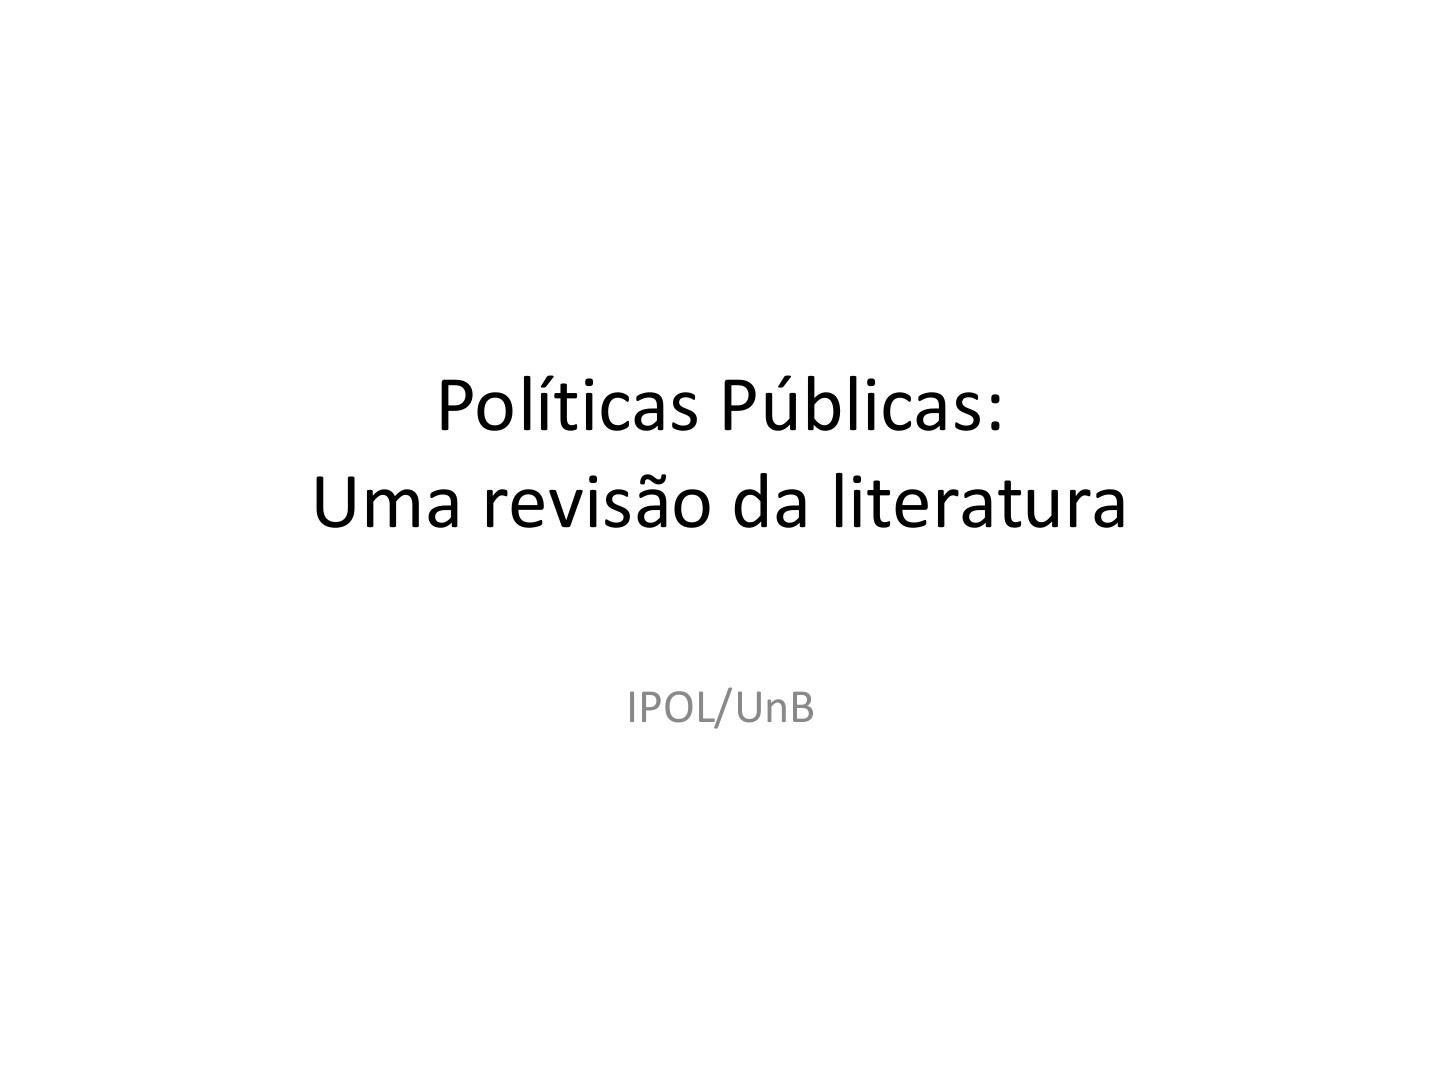 Políticas Públicas:
Uma revisão da literatura
IPOL/UnB